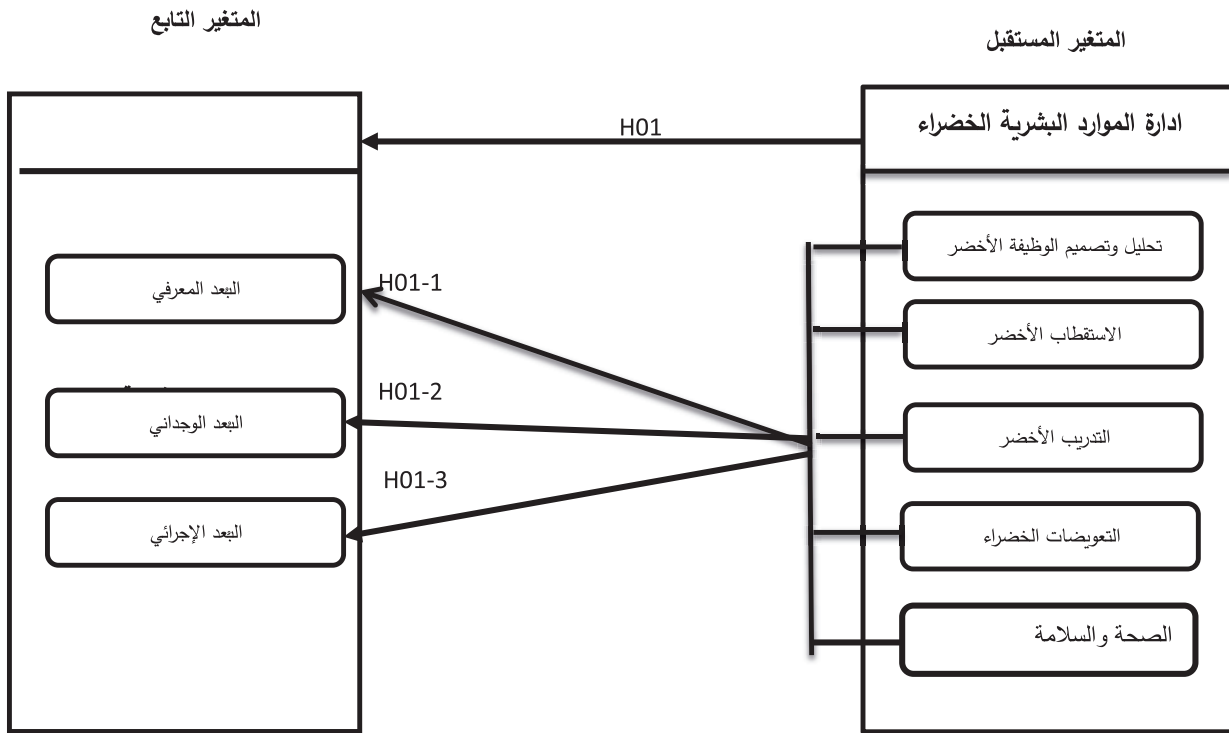 المتغير المستقبل
المتغير التابع
ادارة الموارد البشرية الخضراء
H01
تحليل وتصميم الوظيفة الأخضر
الاستقطاب الأخضر
التدريب الأخضر
التعويضات الخضراء
الصحة والسلامة
H01-1
H01-2
H01-3
البعد المعرفي
البعد الوجداني
البعد الإجرائي